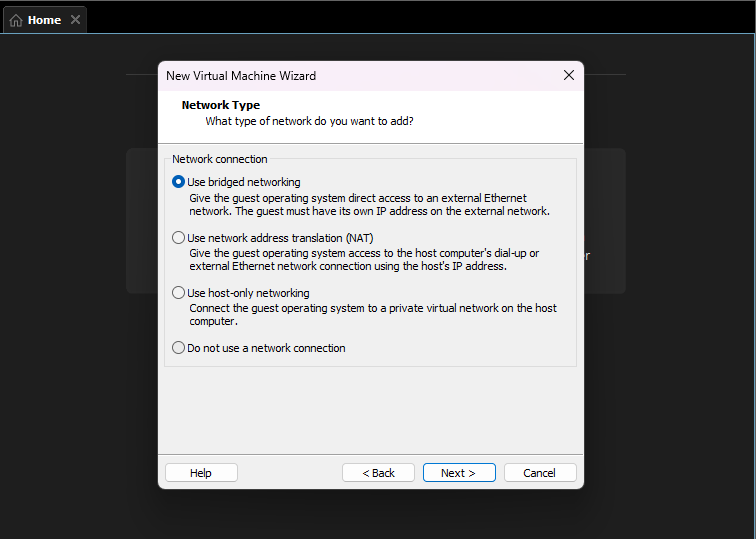 Home
New Virtual Machine Wizard
Network Type
What type of network do you want to add?
Network connection
Use bridged networking
Give the guest operating system direct access to an external Ethernet
network. The guest must have its own IP address on the external network.
Use network address translation (NAT)
Give the guest operating system access to the host computer's dial-up or
external Ethernet network connection using the host's IP address.
Use host-only networking
Connect the guest operating system to a private virtual network on the host
computer.
Do not use a network connection
Help
< Back
Next >
Cancel